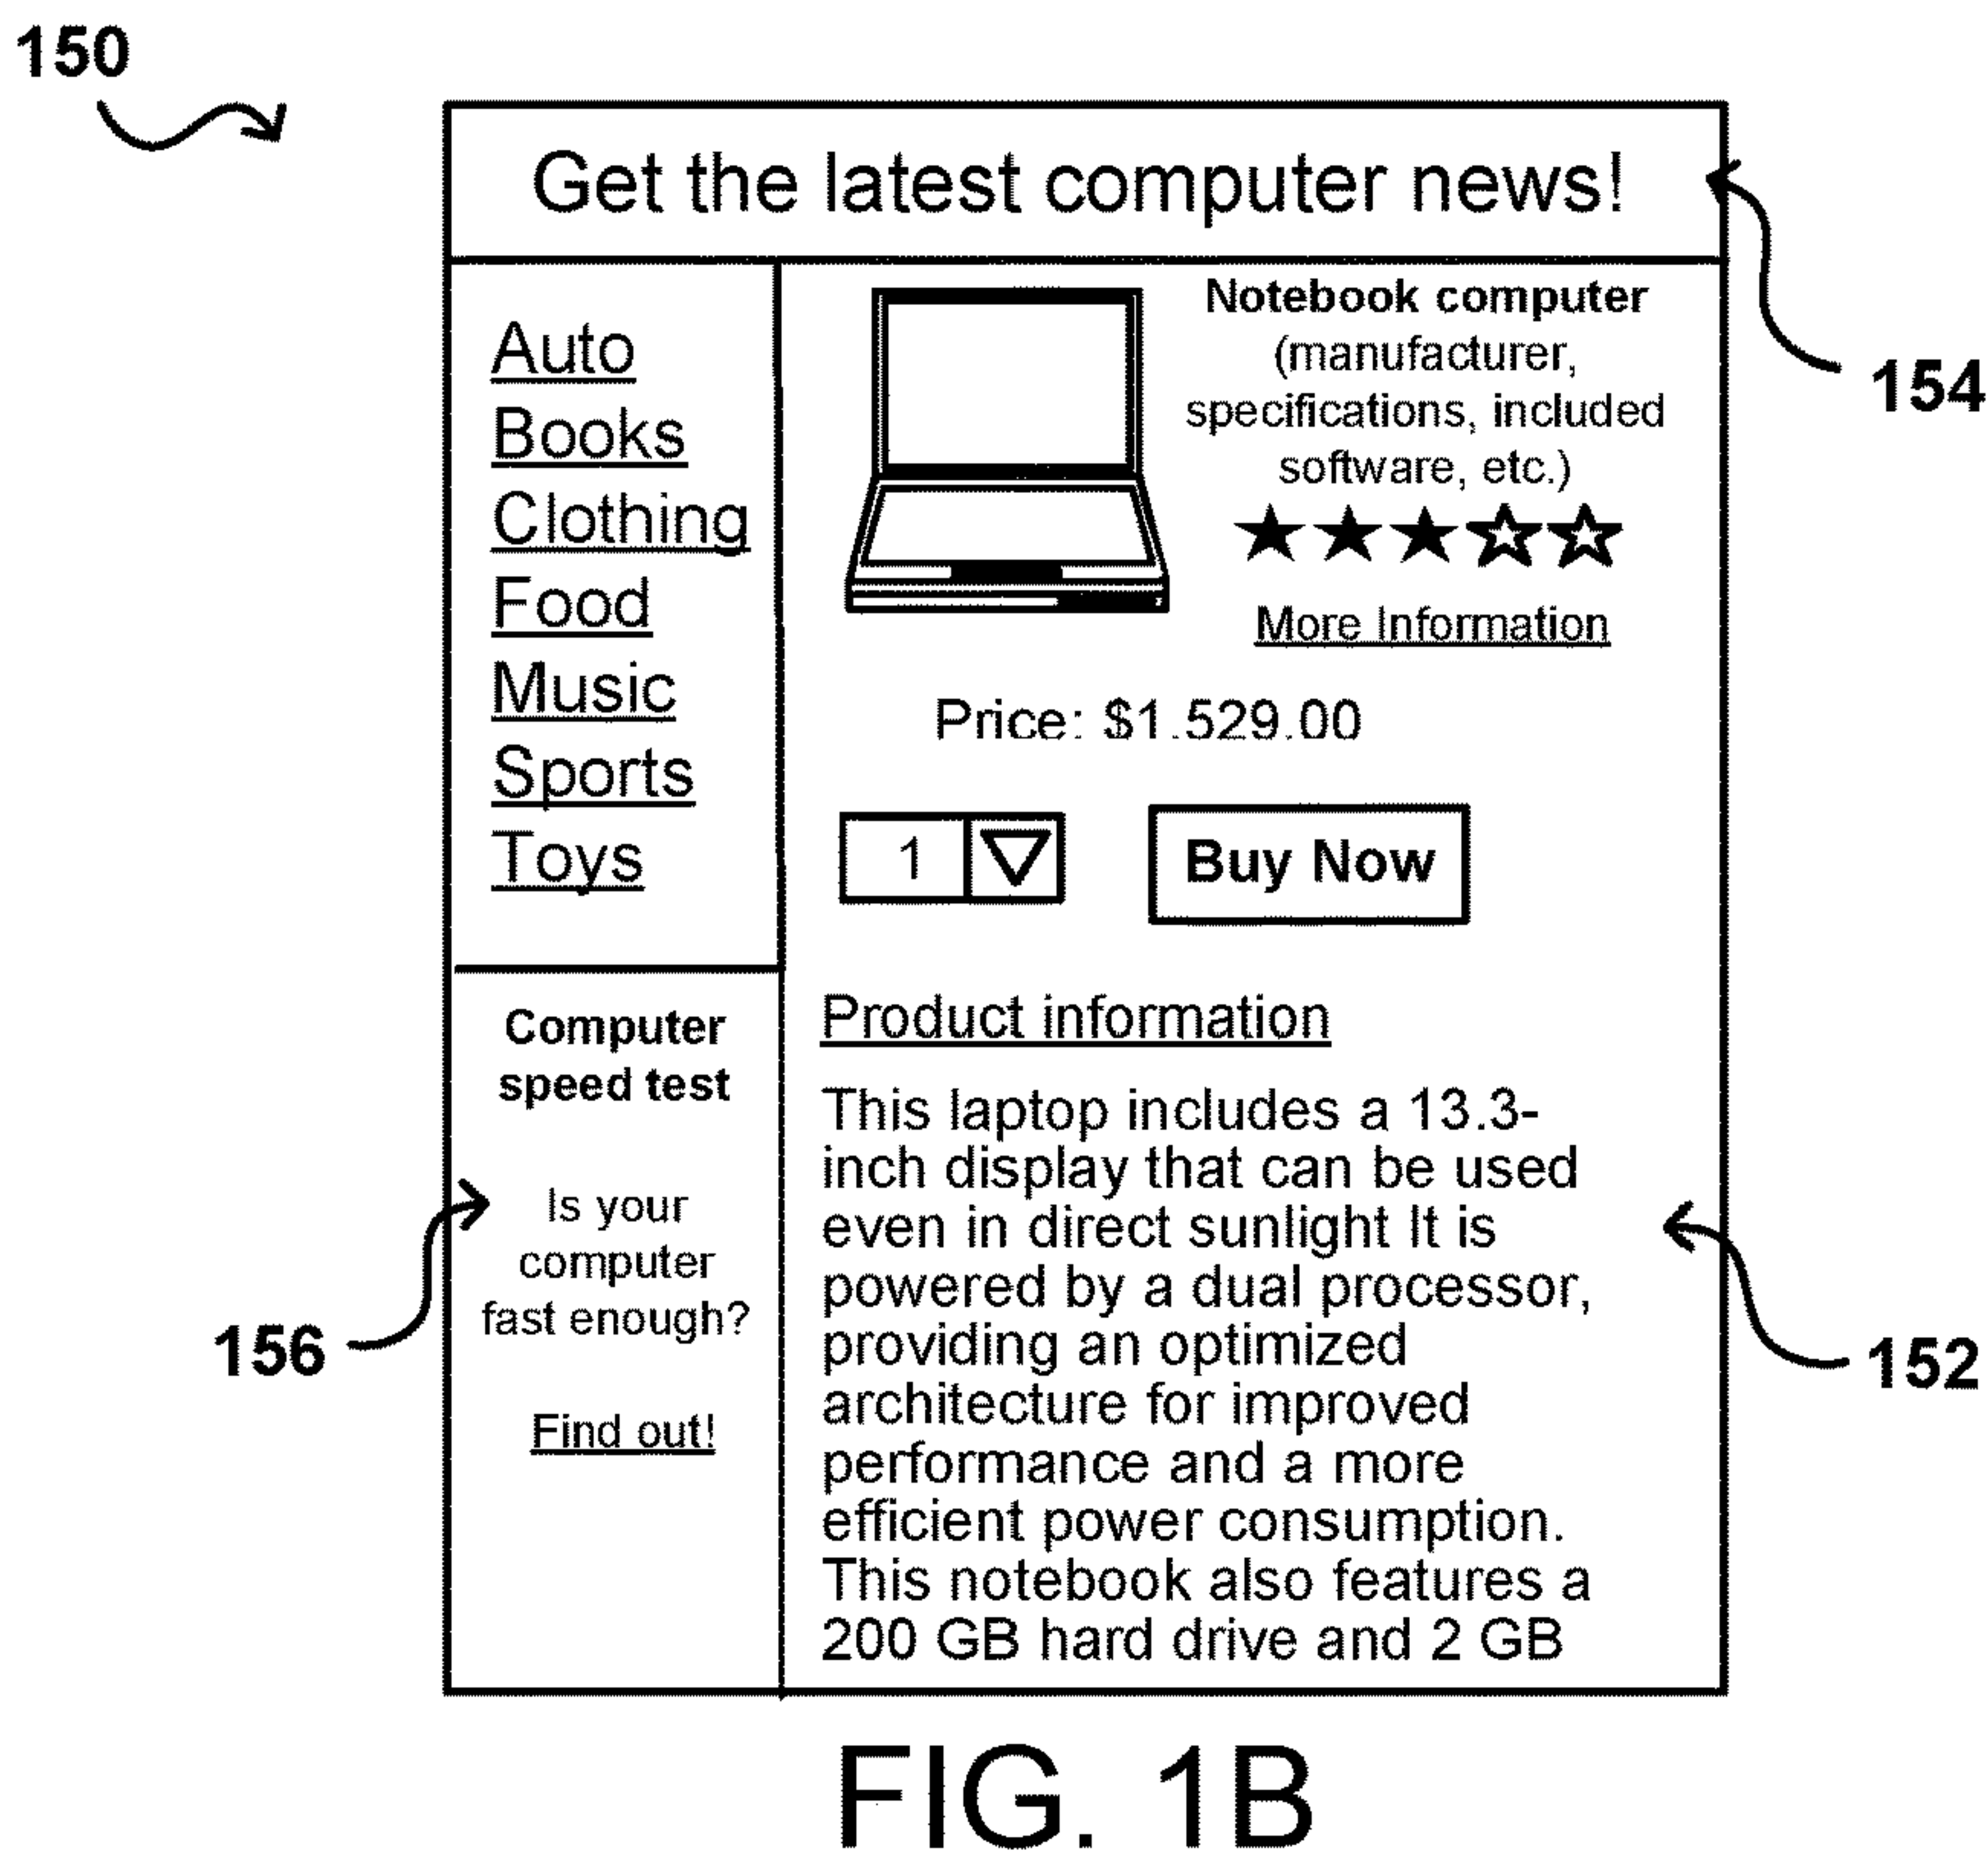 150
Get the latest computer news!
154
Auto
Books
Clothing
Food
Music
Sports
Toys
Notebook computer
(manufacturer,
specifications, included
software, etc.)
More Information
Price: $1.529.00
1
Buy Now
Computer
speed test
Is your
computer
fast enough?
Find out!
156
Product information
This laptop includes a 13.3-
inch display that can be used
even in direct sunlight It is
powered by a dual processor,
providing an optimized
architecture for improved
performance and a more
efficient power consumption.
This notebook also features a
200 GB hard drive and 2 GB
152
FIG. 1B